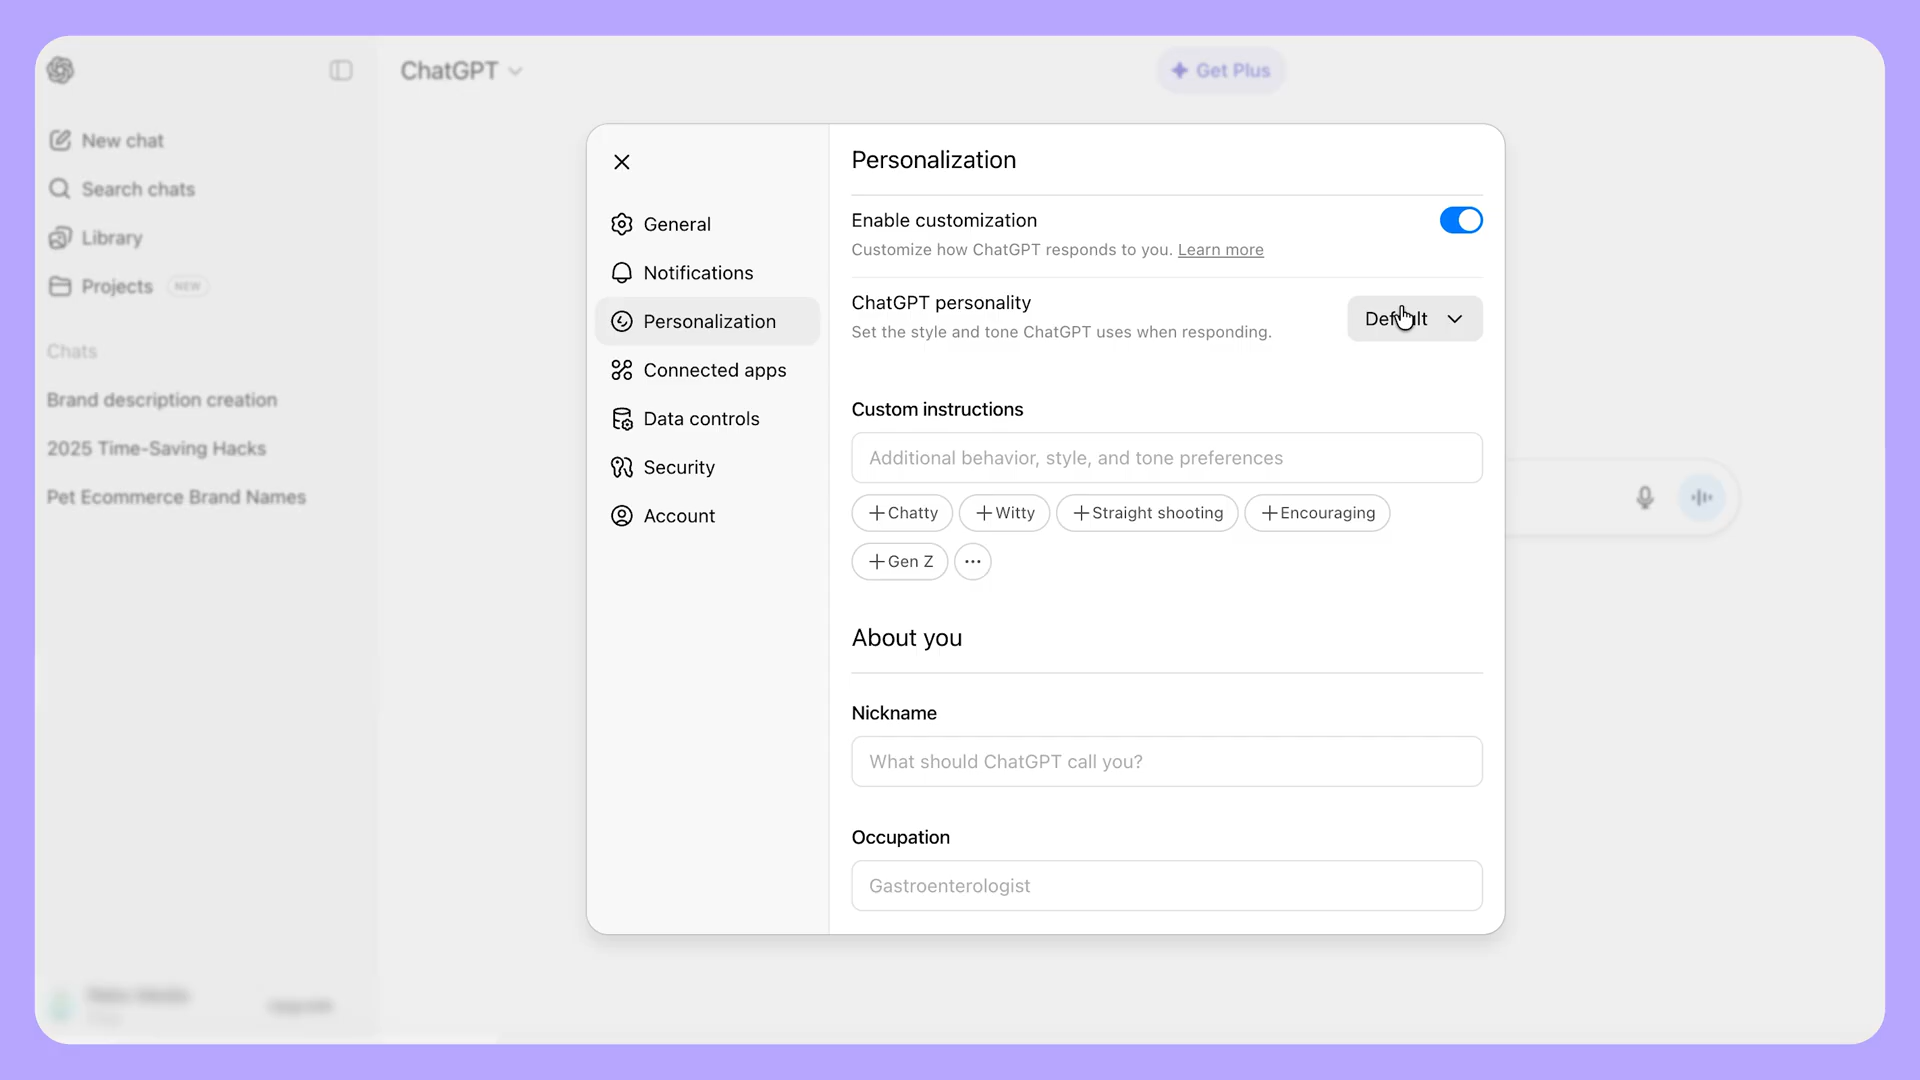 ChatGPT
Get Plus
New chat
Search chats
Library
Projects NEW
Chats
Brand description creation
2025 Time-Saving Hacks
Pet Ecommerce Brand Names
General
Notifications
Personalization
Connected apps
Data controls
Security
Account
Personalization
Enable customization
Customize how ChatGPT responds to you. Learn more
ChatGPT personality
Set the style and tone ChatGPT uses when responding.
Default
Custom instructions
Additional behavior, style, and tone preferences
+Chatty +Witty +Straight shooting +Encouraging
+Gen Z ...
About you
Nickname
What should ChatGPT call you?
Occupation
Gastroenterologist